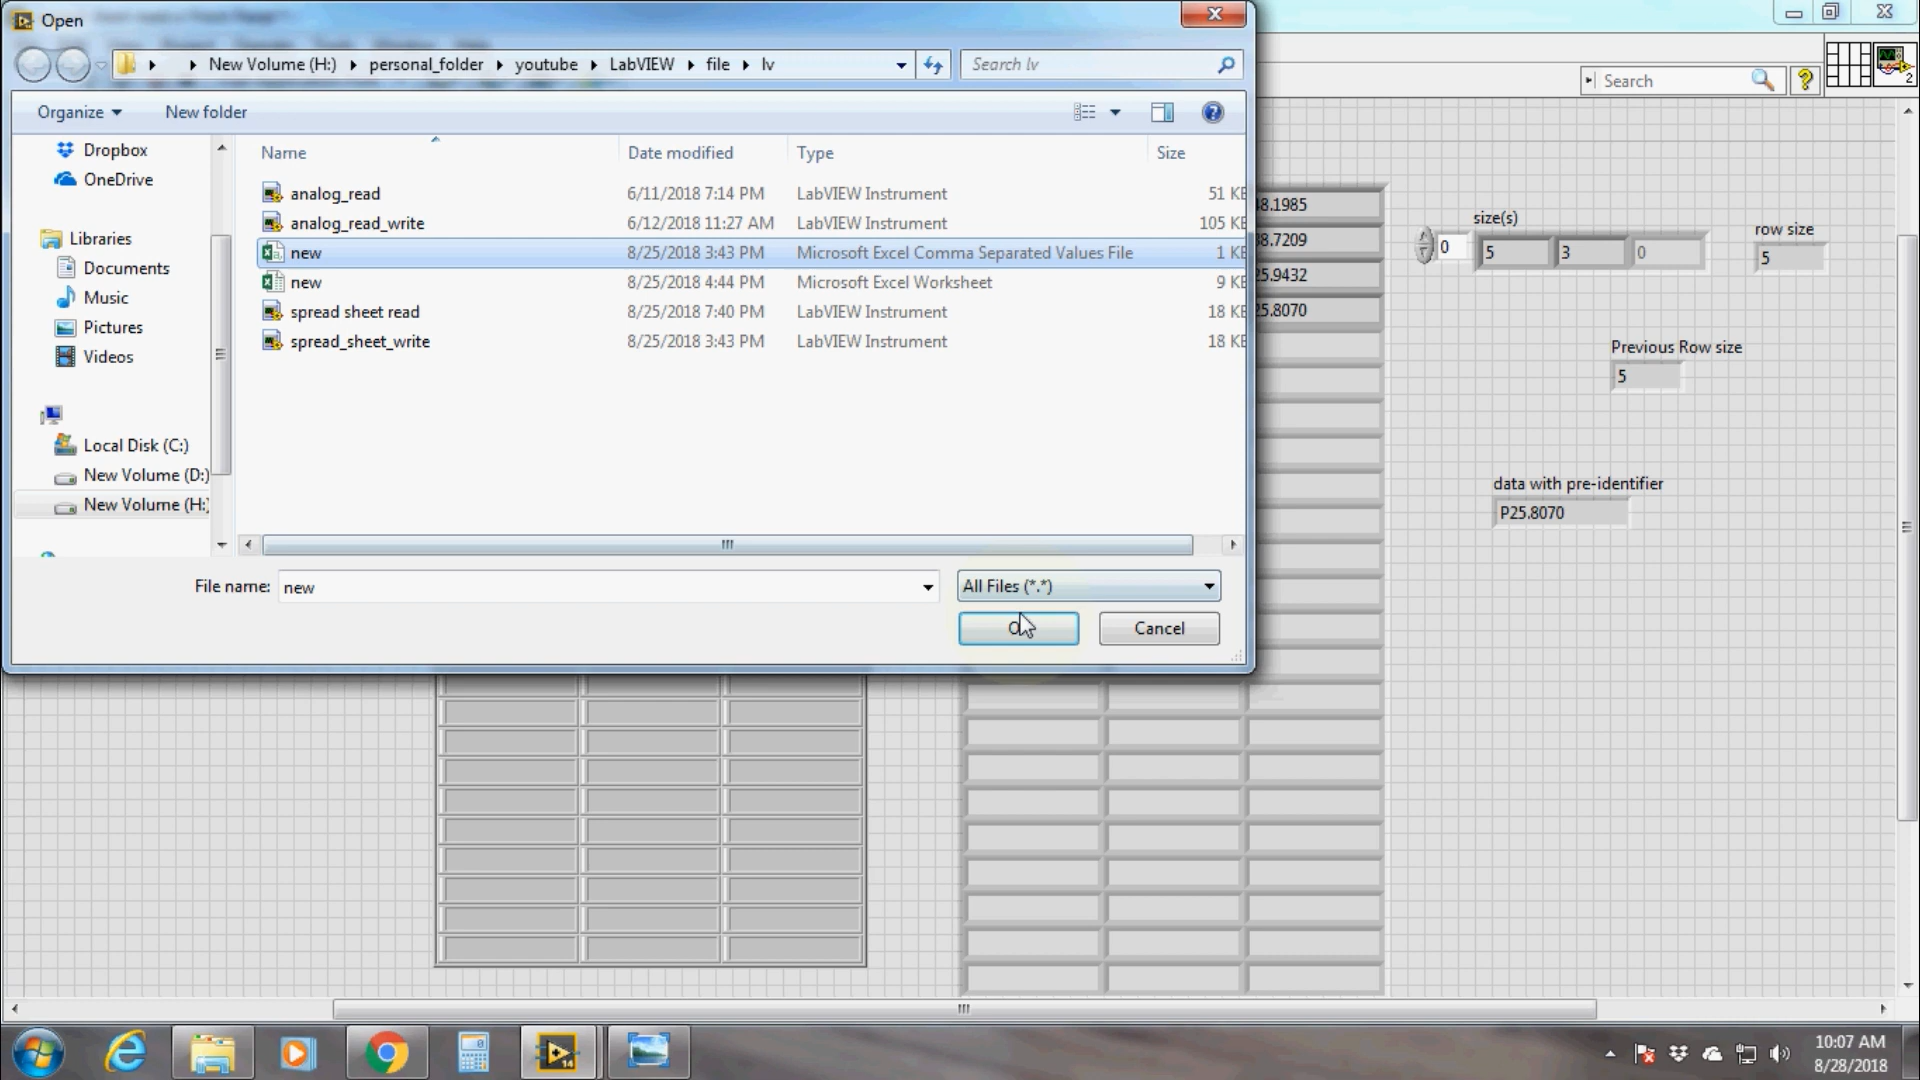 Open
New Volume (H:) personal_folder youtube LabVIEW file lv
Search lv
Organize New folder
Dropbox
OneDrive
Libraries
Documents
Music
Pictures
Videos
Local Disk (C:)
New Volume (D:)
New Volume (H:
Name Date modified Type Size
analog_read 6/11/2018 7:14 PM LabVIEW Instrument 51 KB
analog_read_write 6/12/2018 11:27 AM LabVIEW Instrument 105 KB
new 8/25/2018 3:43 PM Microsoft Excel Comma Separated Values File 1 KB
new 8/25/2018 4:44 PM Microsoft Excel Worksheet 9 KB
spread sheet read 8/25/2018 7:40 PM LabVIEW Instrument 18 KB
spread_sheet_write 8/25/2018 3:43 PM LabVIEW Instrument 18 KB
File name: new All Files (*.*)
Cancel
Search
2
8.1985
8.7209
25.9432
25.8070
size(s)
0 5 3 0
row size
5
Previous Row size
5
data with pre-identifier
P25.8070
14
10:07 AM
8/28/2018